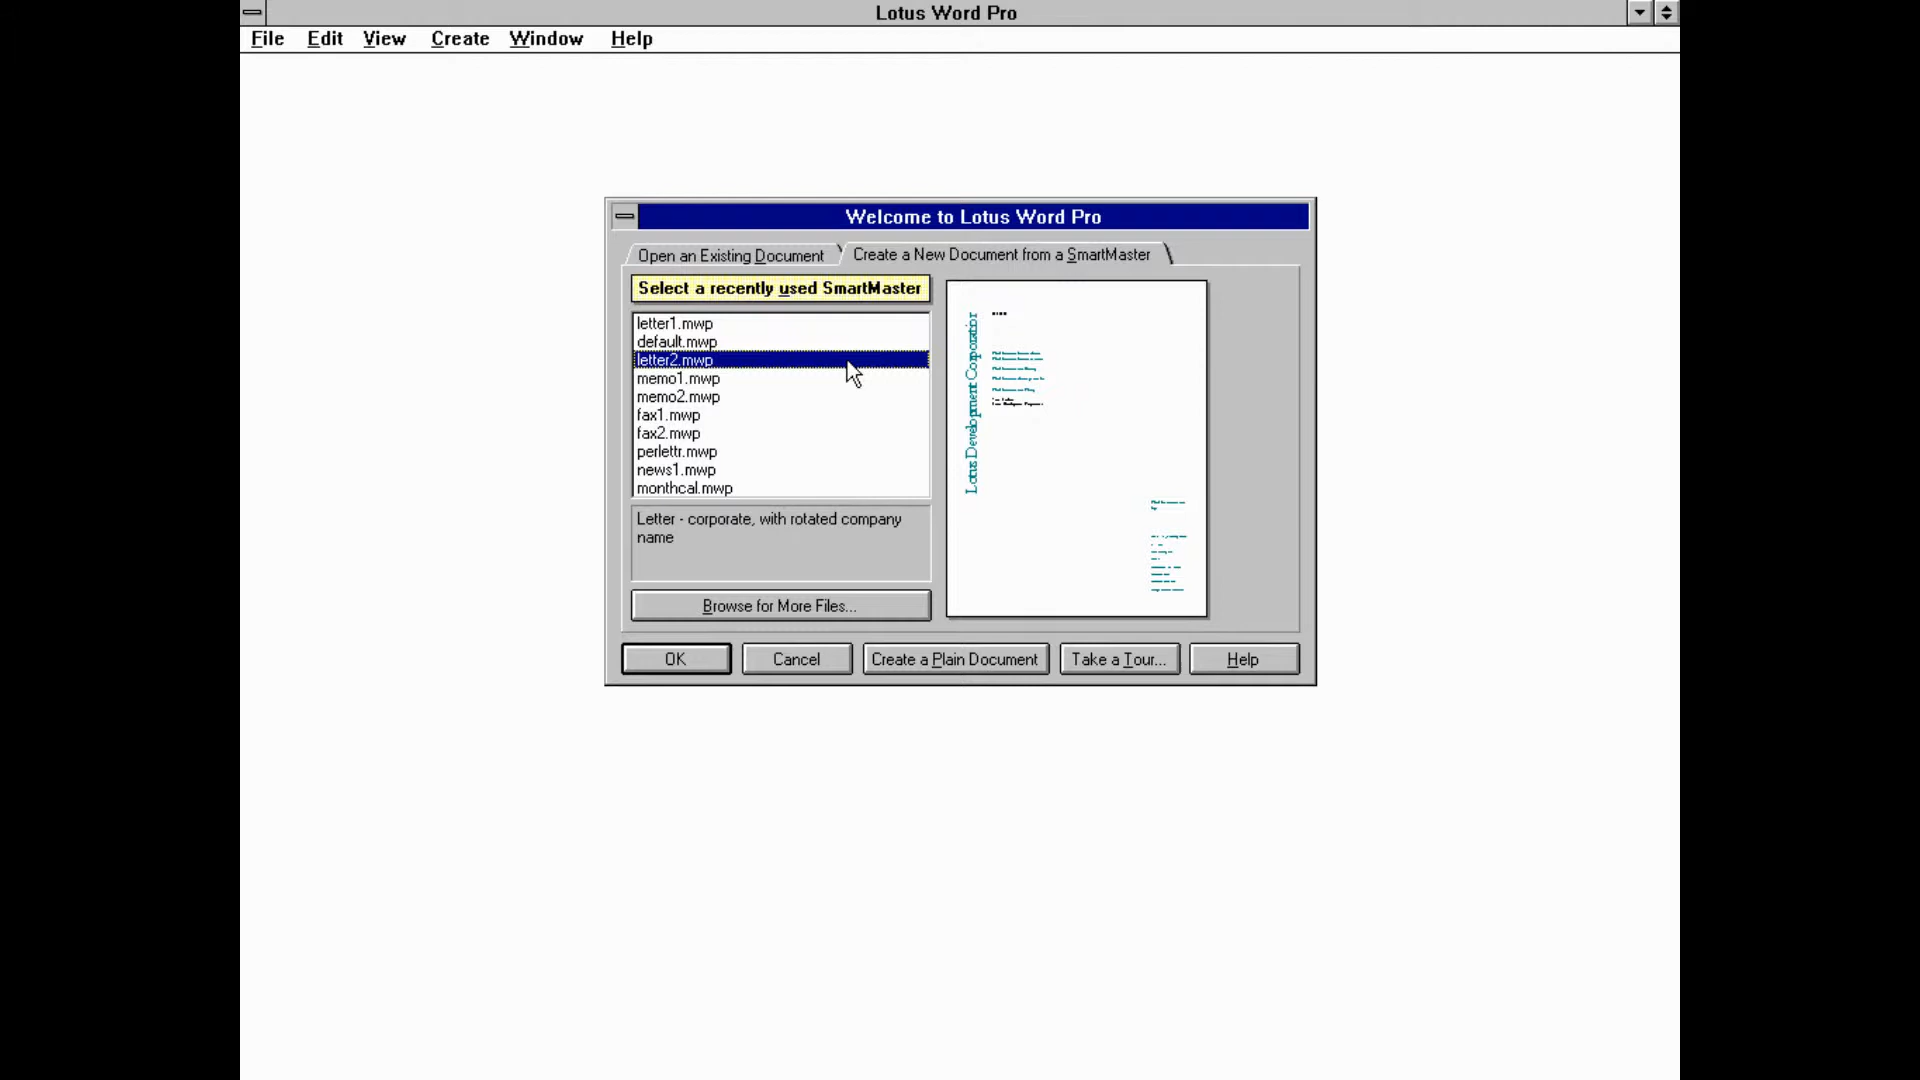 Lotus Word Pro
File Edit View Create Window Help
Welcome to Lotus Word Pro
Open an Existing Document Create a New Document from a SmartMaster
Select a recently used SmartMaster
letter1.mwp
default.mwp
letter2.mwp
memo1.mwp
memo2.mwp
fax1.mwp
fax2.mwp
perlettr.mwp
news1.mwp
monthcal.mwp
Letter - corporate, with rotated company
name
Browse for More Files...
Lotus Development Corporation
OK Cancel Create a Plain Document Take a Tour... Help